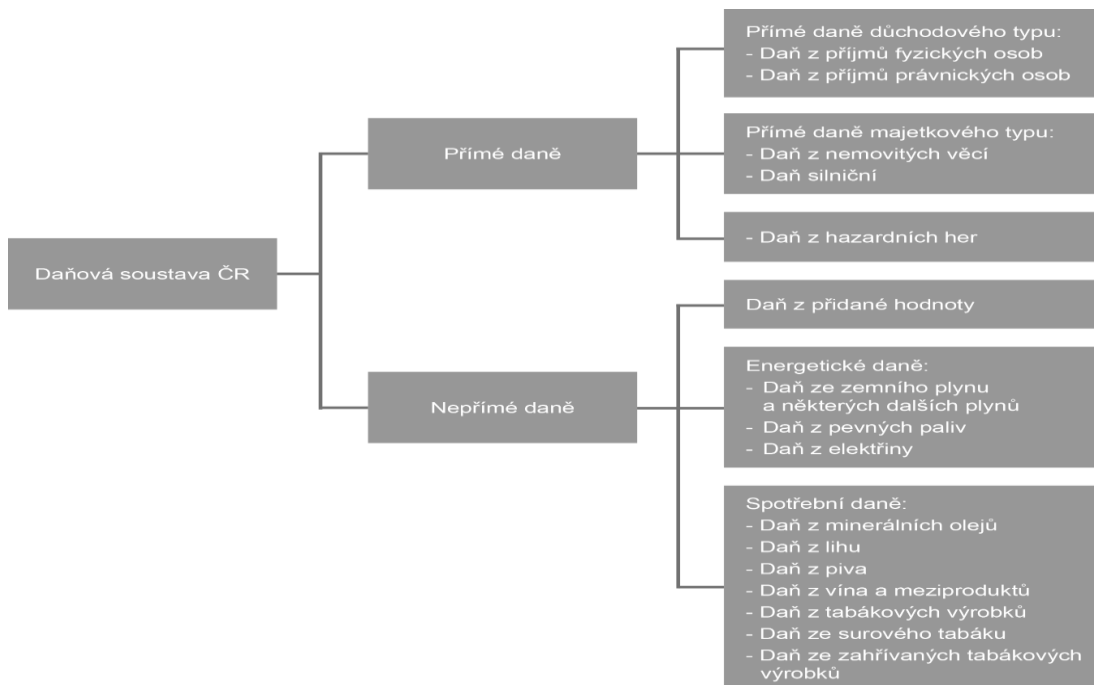 Daňová soustava ČR
Přímé daně
Přímé daně důchodového typu:
- Daň z příjmů fyzických osob
- Daň z příjmů právnických osob
Přímé daně majetkového typu:
- Daň z nemovitých věcí
- Daň silniční
- Daň z hazardních her
Nepřímé daně
Daň z přidané hodnoty
Energetické daně:
- Daň ze zemního plynu
a některých dalších plynů
- Daň z pevných paliv
- Daň z elektřiny
Spotřební daně:
- Daň z minerálních olejů
- Daň z lihu
- Daň z piva
- Daň z vína a meziproduktů
- Daň z tabákových výrobků
- Daň ze surového tabáku
- Daň ze zahřívaných tabákových
výrobků